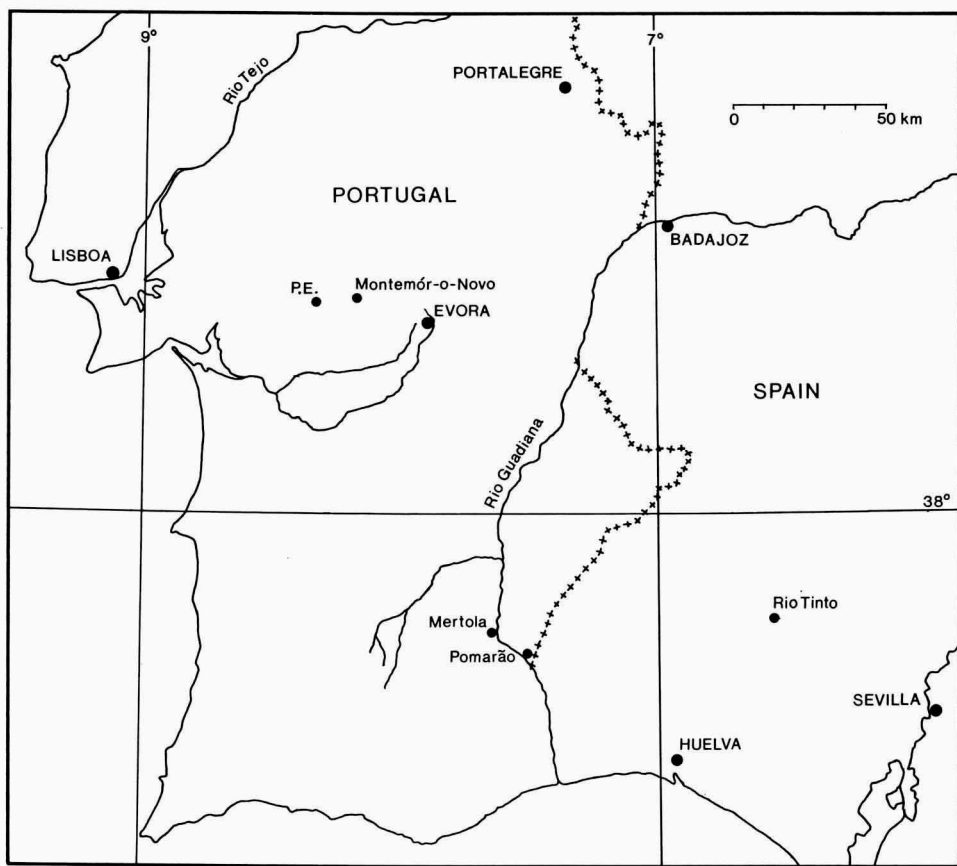 9°
7°
Rio Tejo
PORTALEGRE
0 50 km
PORTUGAL
LISBOA
BADAJOZ
P.E.
Montemór-o-Novo
EVORA
SPAIN
Rio Guadiana
38°
Rio Tinto
Mertola
Pomarão
SEVILLA
HUELVA